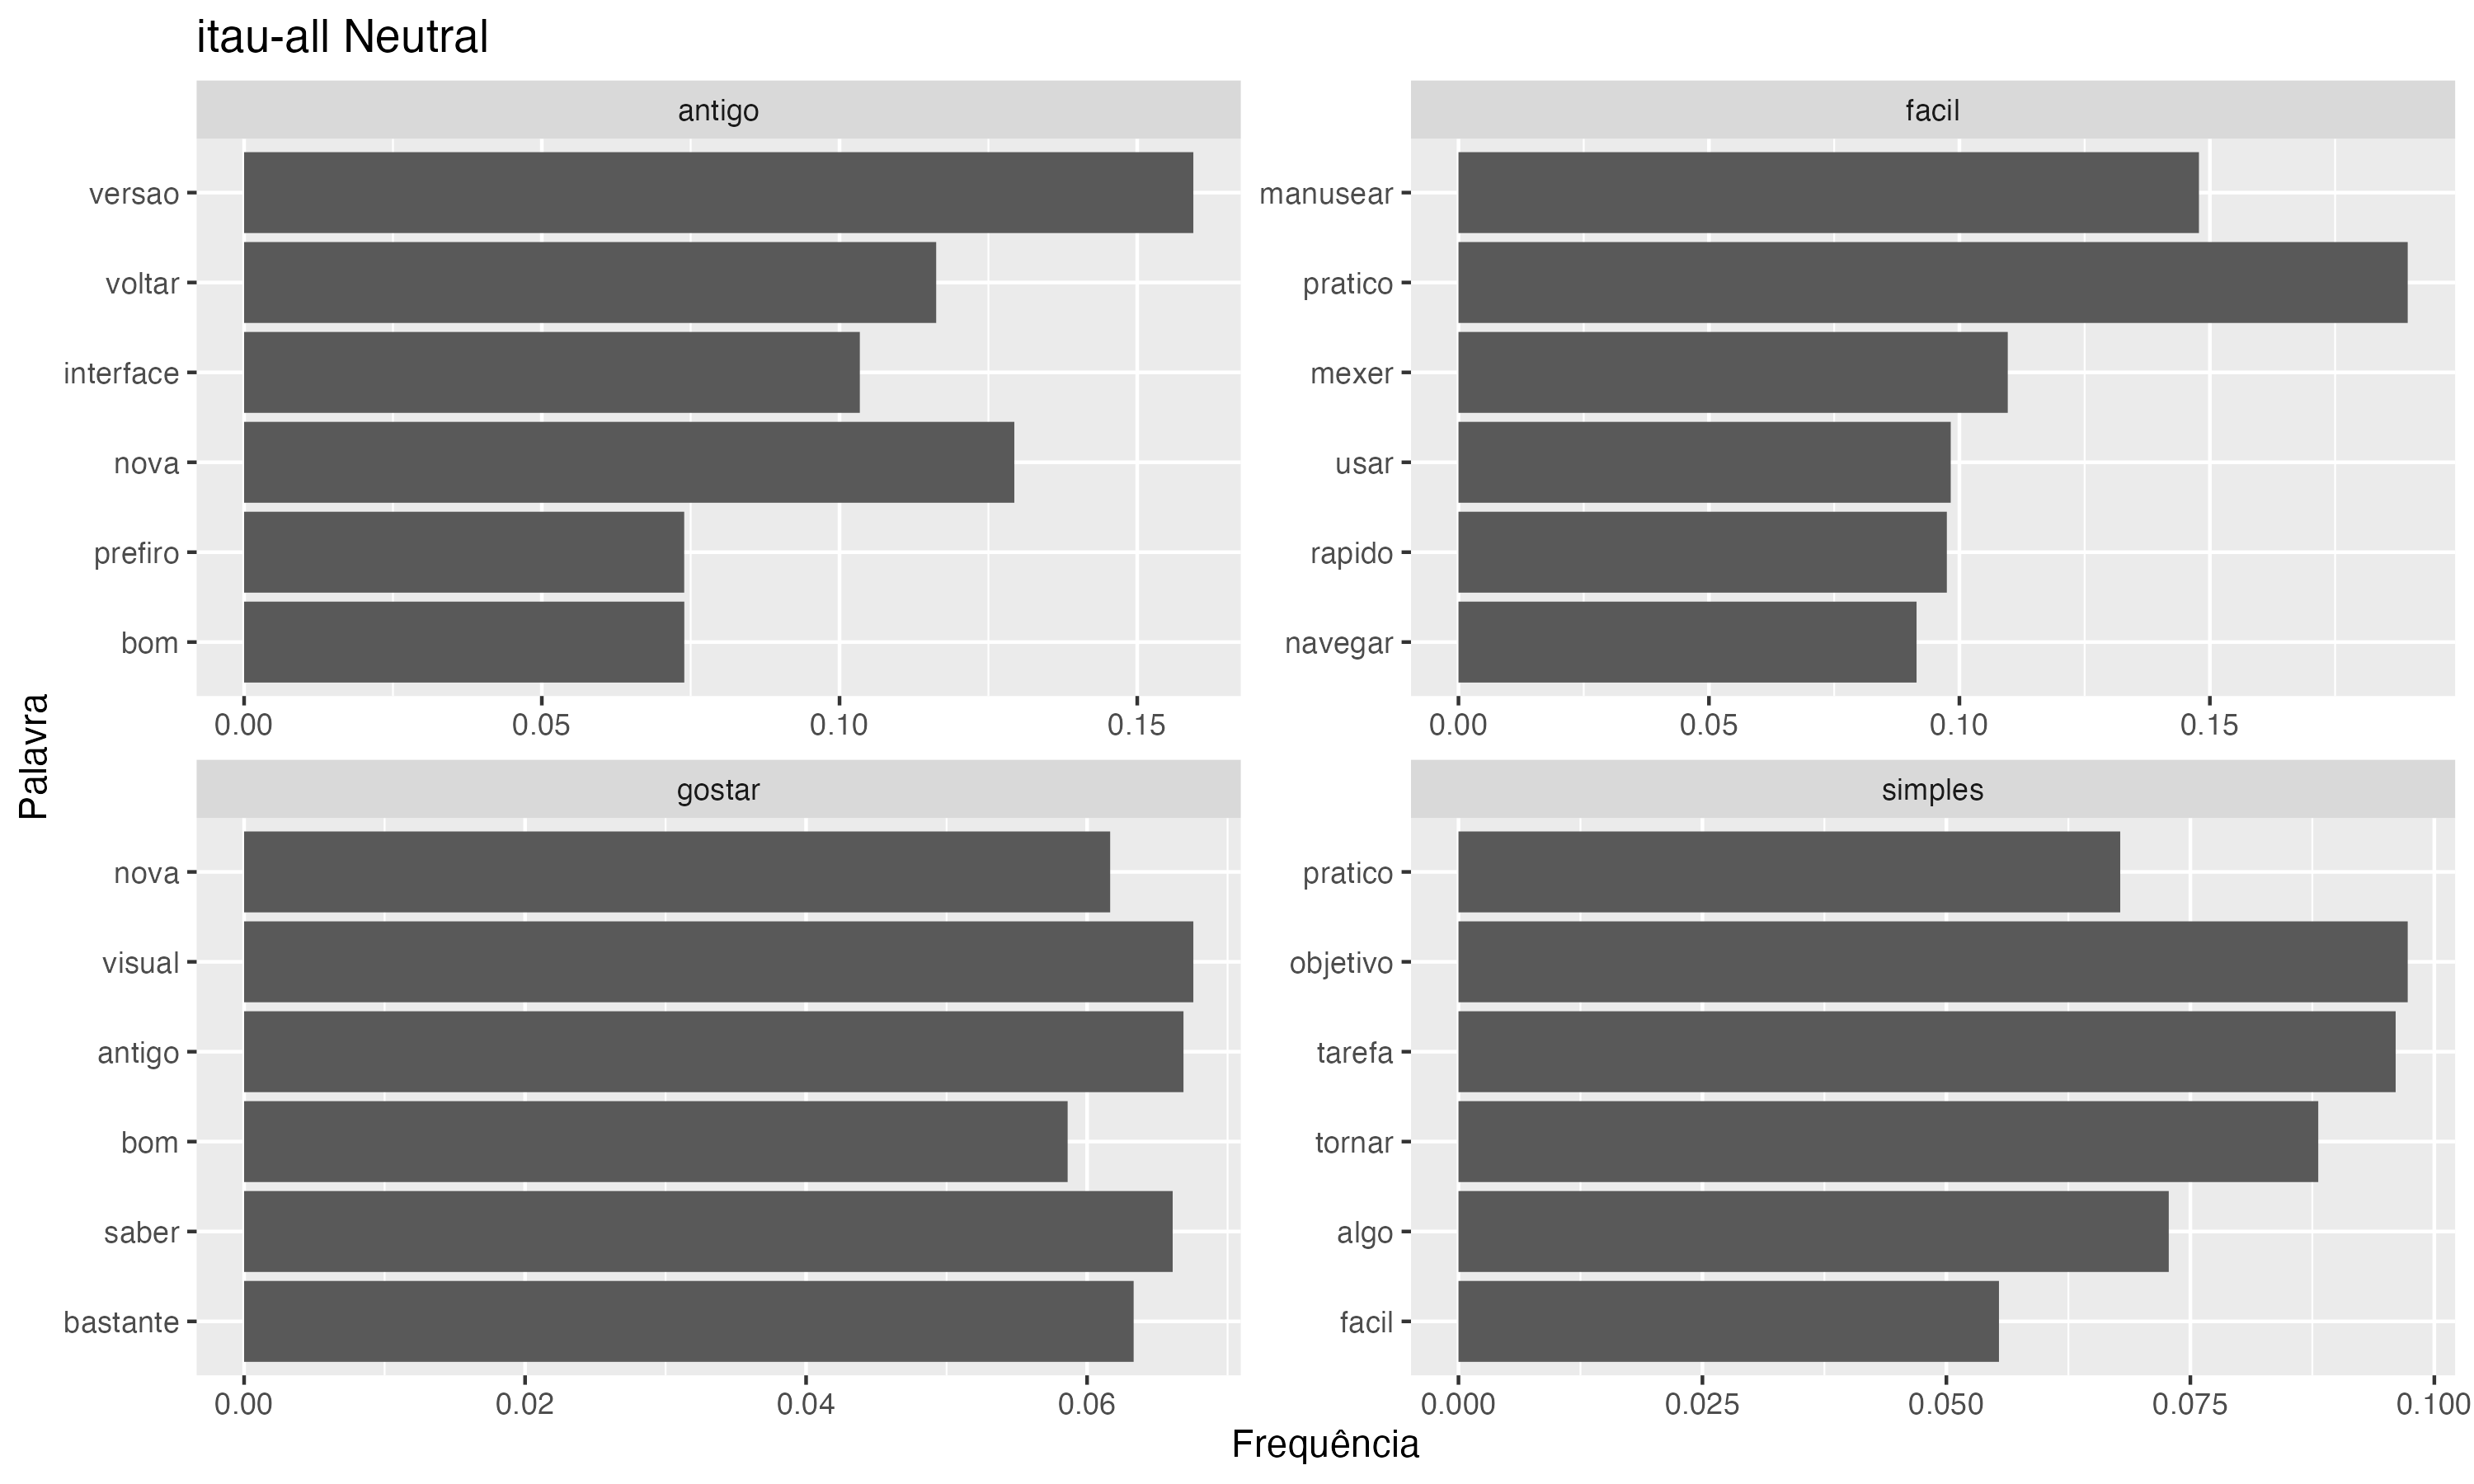 itau-all Neutral
antigo
versao
voltar
interface
nova
prefiro
bom
0.00 0.05 0.10 0.15
facil
manusear
pratico
mexer
usar
rapido
navegar
0.00 0.05 0.10 0.15
gostar
nova
visual
antigo
bom
saber
bastante
0.00 0.02 0.04 0.06
simples
pratico
objetivo
tarefa
tornar
algo
facil
0.000 0.025 0.050 0.075 0.100
Palavra
Frequência